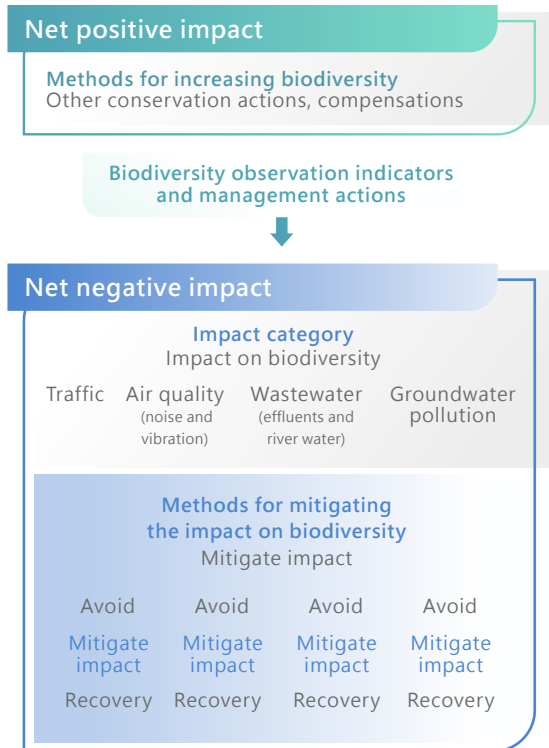 Net positive impact
Methods for increasing biodiversity
Other conservation actions, compensations
Biodiversity observation indicators
and management actions
Net negative impact
Impact category
Impact on biodiversity
Traffic
Air quality
(noise and
vibration)
Wastewater
(effluents and
river water)
Groundwater
pollution
Methods for mitigating
the impact on biodiversity
Mitigate impact
Avoid Avoid Avoid Avoid
Mitigate Mitigate Mitigate Mitigate
impact impact impact impact
Recovery Recovery Recovery Recovery